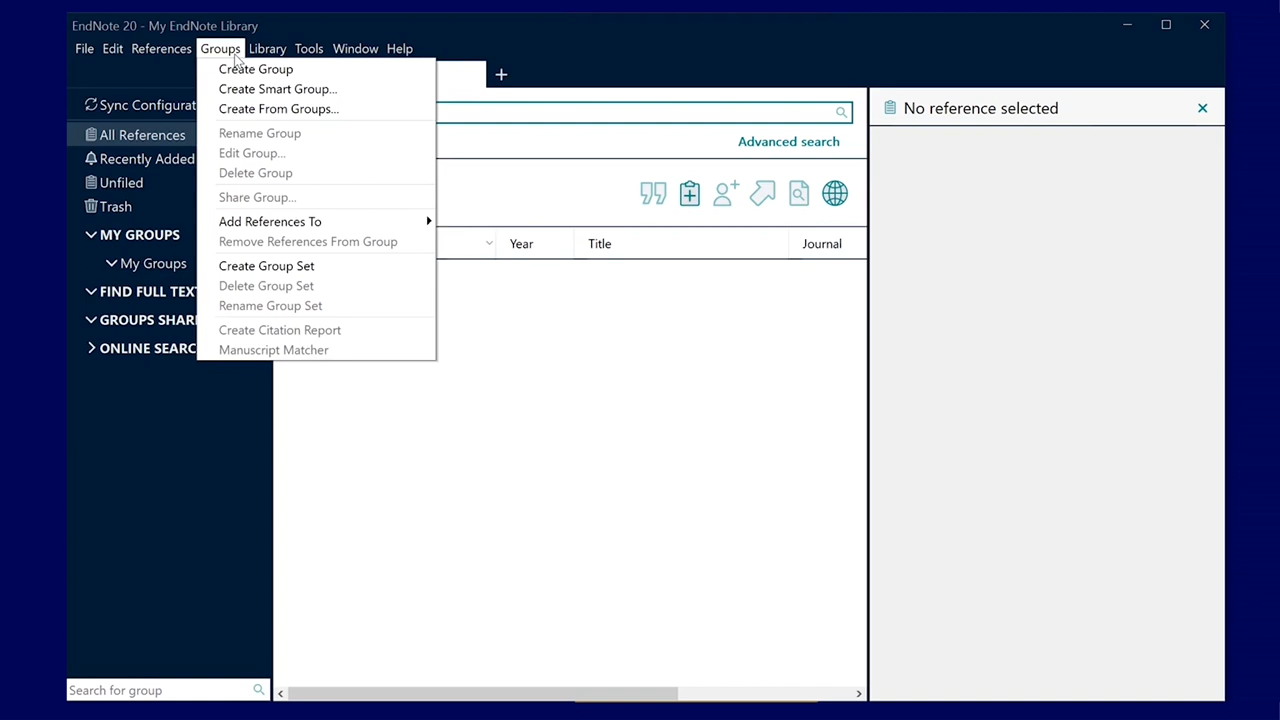 EndNote 20 - My EndNote Library
File Edit References Groups Library Tools Window Help
Create Group
Create Smart Group...
Create From Groups...
Rename Group
Edit Group...
Delete Group
Share Group...
Add References To
Remove References From Group
Create Group Set
Delete Group Set
Rename Group Set
Create Citation Report
Manuscript Matcher
Sync Configurat
All References
Recently Added
Unfiled
Trash
MY GROUPS
My Groups
FIND FULL TEX
GROUPS SHAR
ONLINE SEARC
Search for group
Advanced search
Year Title Journal
No reference selected